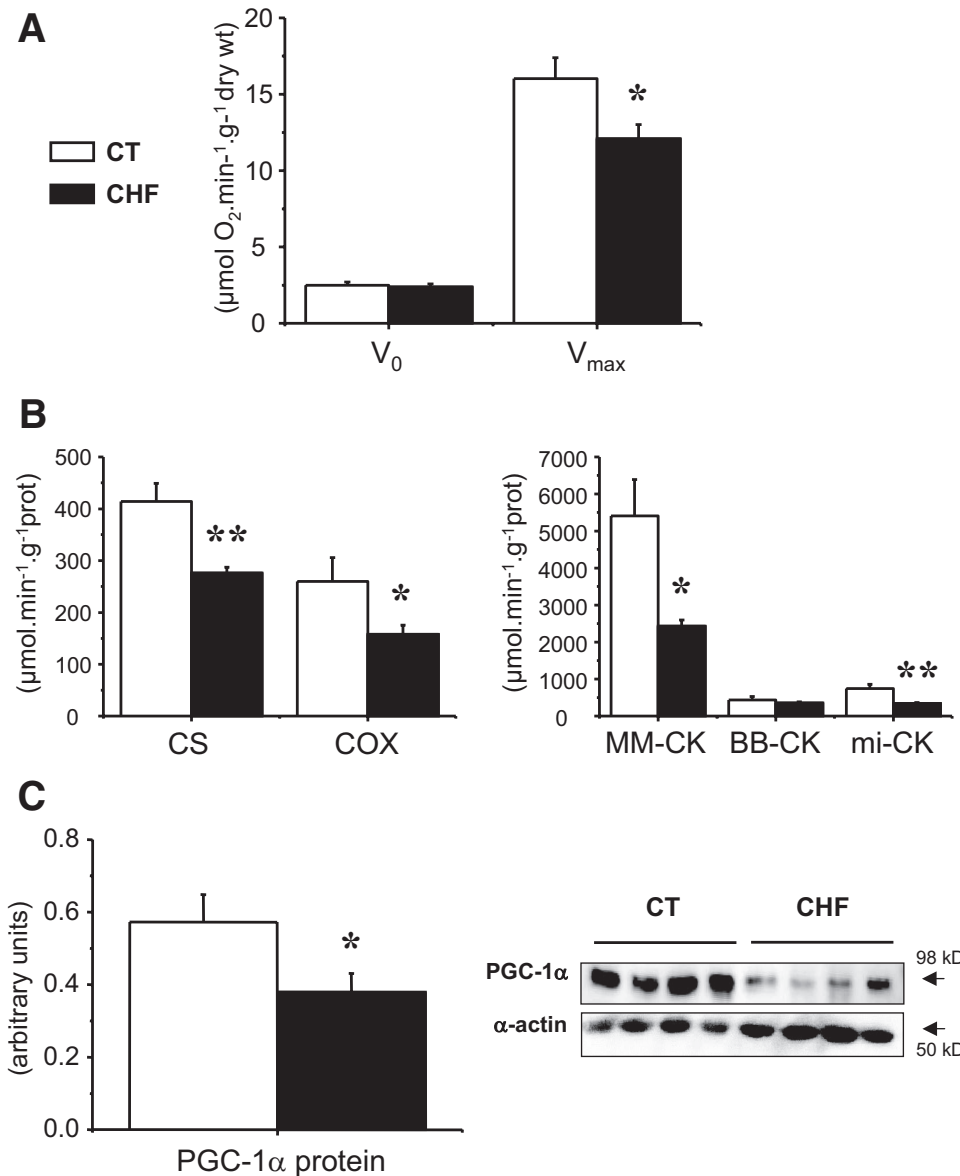 A
CT
CHF
(µmol O₂.min-¹.g-¹ dry wt)
20
15
10
5
0
V₀
Vmax
*
B
(µmol.min⁻¹.g⁻¹prot)
500
400
300
200
100
0
**
*
CS
COX
(µmol.min⁻¹.g⁻¹prot)
7000
6000
5000
4000
3000
2000
1000
0
*
**
MM-CK
BB-CK
mi-CK
C
(arbitrary units)
0.8
0.6
0.4
0.2
0.0
*
PGC-1α protein
CT
CHF
PGC-1α
98 kD
α-actin
50 kD